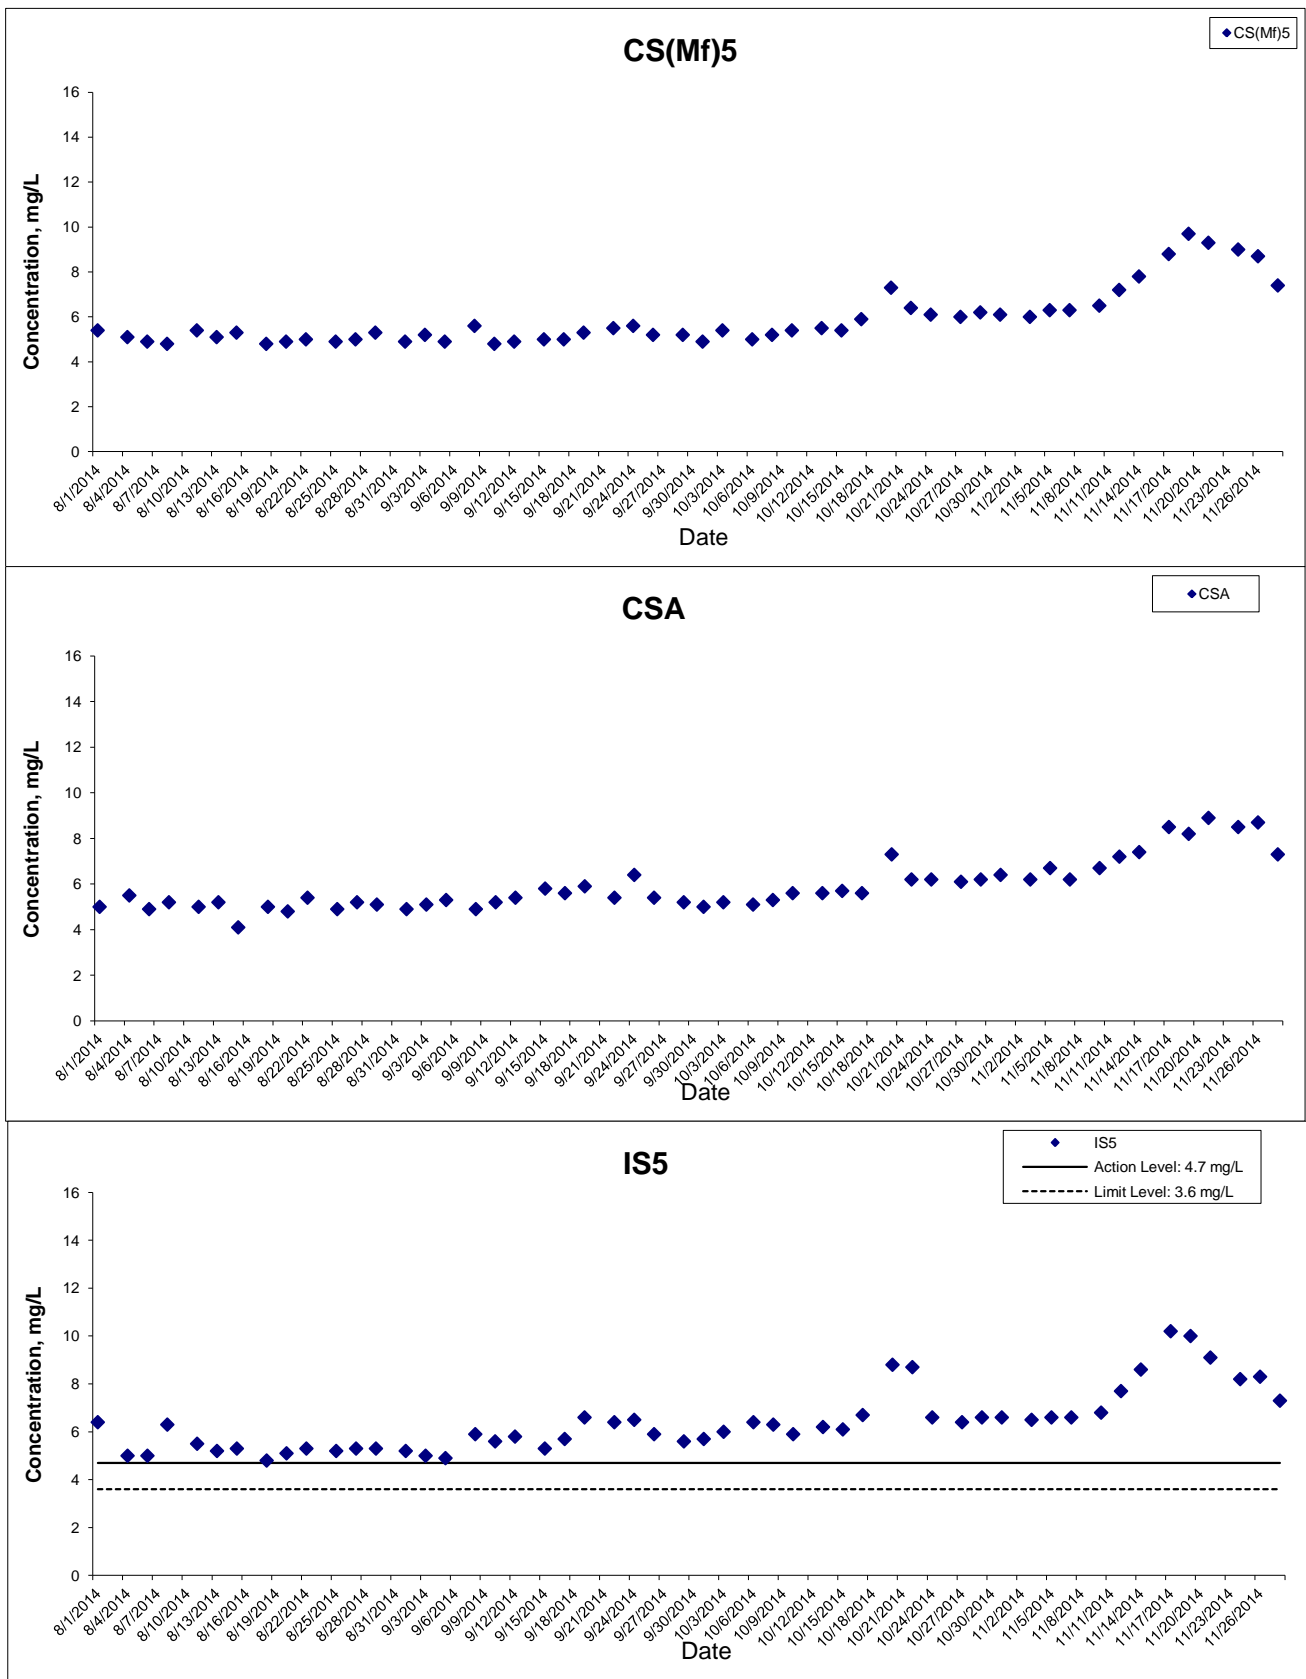 CS(Mf)5
CS(Mf)5
Concentration, mg/L
16
14
12
10
8
6
4
2
0
8/1/2014 8/4/2014 8/7/2014 8/10/2014 8/13/2014 8/16/2014 8/19/2014 8/22/2014 8/25/2014 8/28/2014 8/31/2014 9/3/2014 9/6/2014 9/9/2014 9/12/2014 9/15/2014 9/18/2014 9/21/2014 9/24/2014 9/27/2014 9/30/2014 10/3/2014 10/6/2014 10/9/2014 10/12/2014 10/15/2014 10/18/2014 10/21/2014 10/24/2014 10/27/2014 10/30/2014 11/2/2014 11/5/2014 11/8/2014 11/11/2014 11/14/2014 11/17/2014 11/20/2014 11/23/2014 11/26/2014
Date
CSA
CSA
Concentration, mg/L
16
14
12
10
8
6
4
2
0
8/1/2014 8/4/2014 8/7/2014 8/10/2014 8/13/2014 8/16/2014 8/19/2014 8/22/2014 8/25/2014 8/28/2014 8/31/2014 9/3/2014 9/6/2014 9/9/2014 9/12/2014 9/15/2014 9/18/2014 9/21/2014 9/24/2014 9/27/2014 9/30/2014 10/3/2014 10/6/2014 10/9/2014 10/12/2014 10/15/2014 10/18/2014 10/21/2014 10/24/2014 10/27/2014 10/30/2014 11/2/2014 11/5/2014 11/8/2014 11/11/2014 11/14/2014 11/17/2014 11/20/2014 11/23/2014 11/26/2014
Date
IS5
IS5
Action Level: 4.7 mg/L
Limit Level: 3.6 mg/L
Concentration, mg/L
16
14
12
10
8
6
4
2
0
8/1/2014 8/4/2014 8/7/2014 8/10/2014 8/13/2014 8/16/2014 8/19/2014 8/22/2014 8/25/2014 8/28/2014 8/31/2014 9/3/2014 9/6/2014 9/9/2014 9/12/2014 9/15/2014 9/18/2014 9/21/2014 9/24/2014 9/27/2014 9/30/2014 10/3/2014 10/6/2014 10/9/2014 10/12/2014 10/15/2014 10/18/2014 10/21/2014 10/24/2014 10/27/2014 10/30/2014 11/2/2014 11/5/2014 11/8/2014 11/11/2014 11/14/2014 11/17/2014 11/20/2014 11/23/2014 11/26/2014
Date